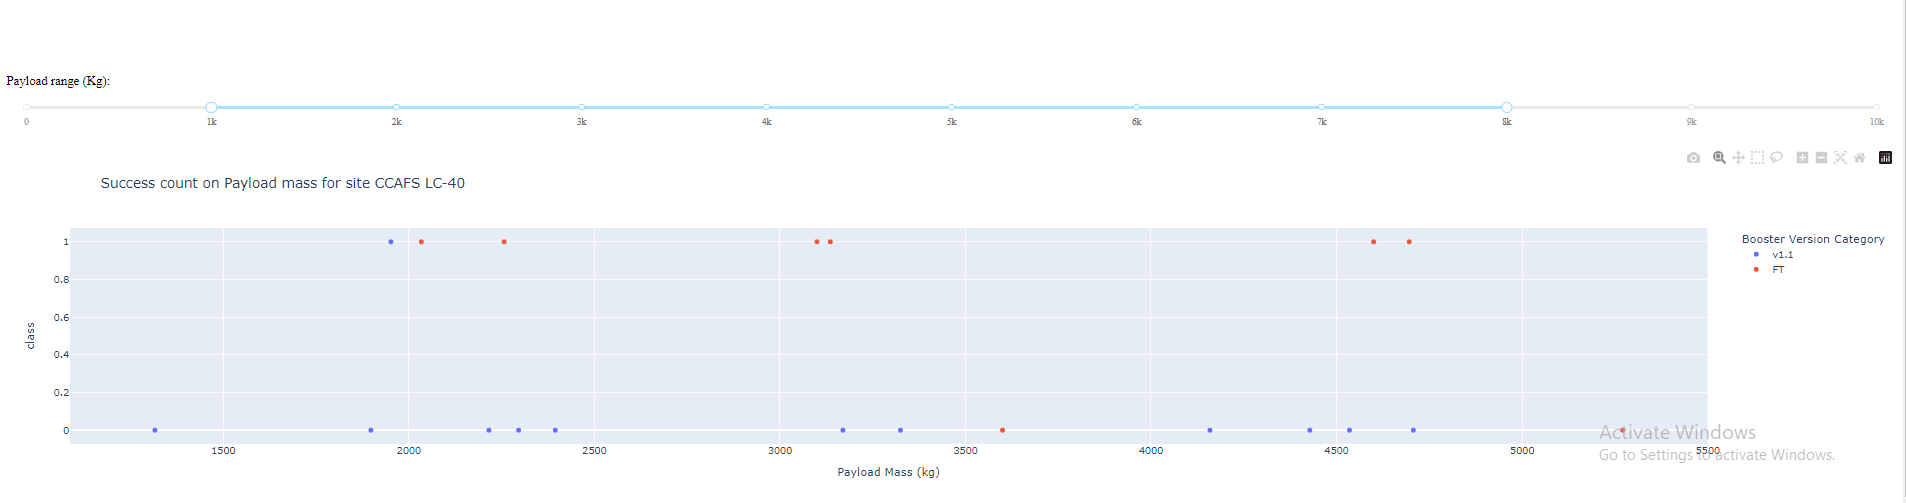 Payload range (Kg):
0 1k 2k 3k 4k 5k 6k 7k 8k 9k 10k
Success count on Payload mass for site CCAFS LC-40
Booster Version Category
v1.1
FT
1
0.8
0.6
0.4
0.2
0
class
1500 2000 2500 3000 3500 4000 4500 5000 5500
Payload Mass (kg)
Activate Windows
Go to Settings to activate Windows.